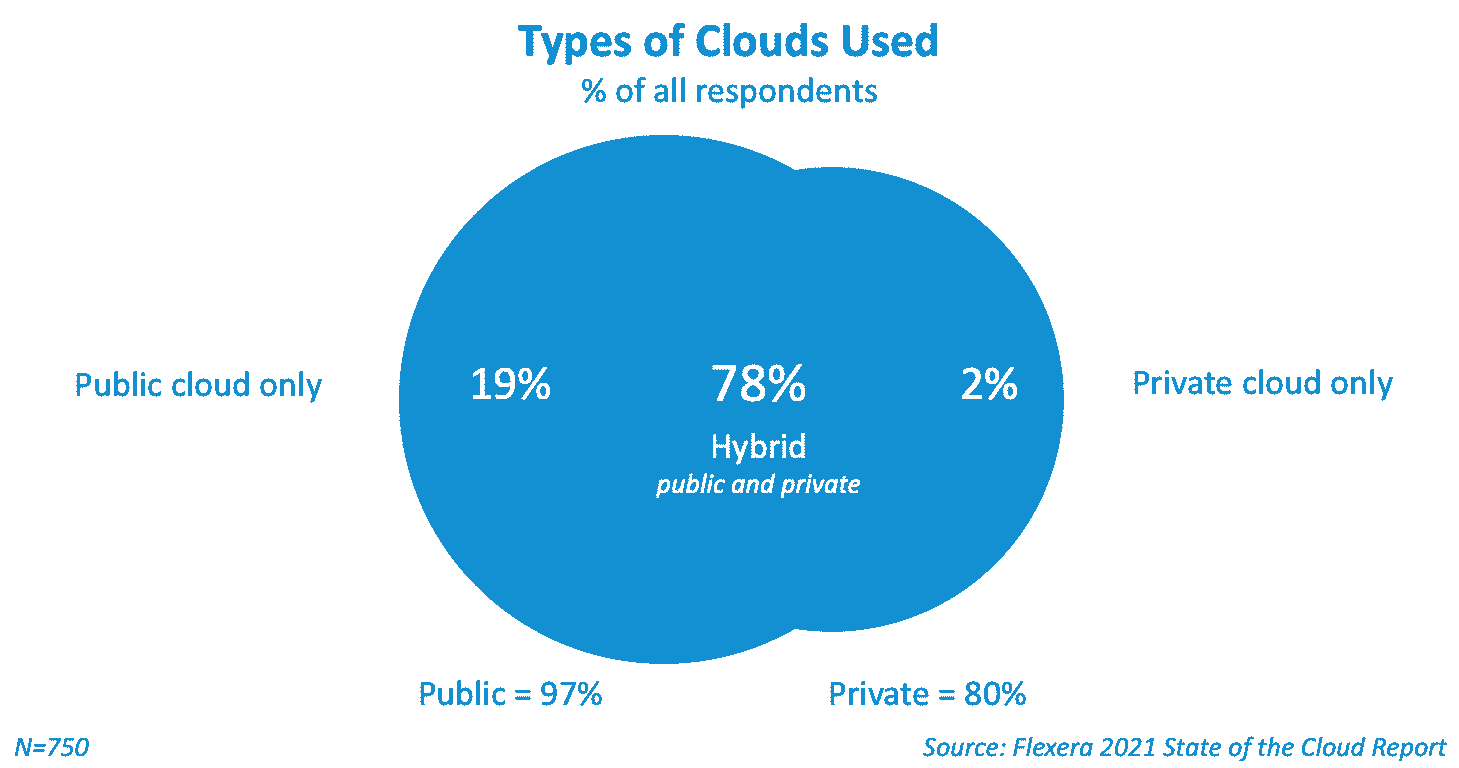 Types of Clouds Used
% of all respondents
Public cloud only
19%
78%
2%
Private cloud only
Hybrid
public and private
Public = 97%
Private = 80%
N=750
Source: Flexera 2021 State of the Cloud Report